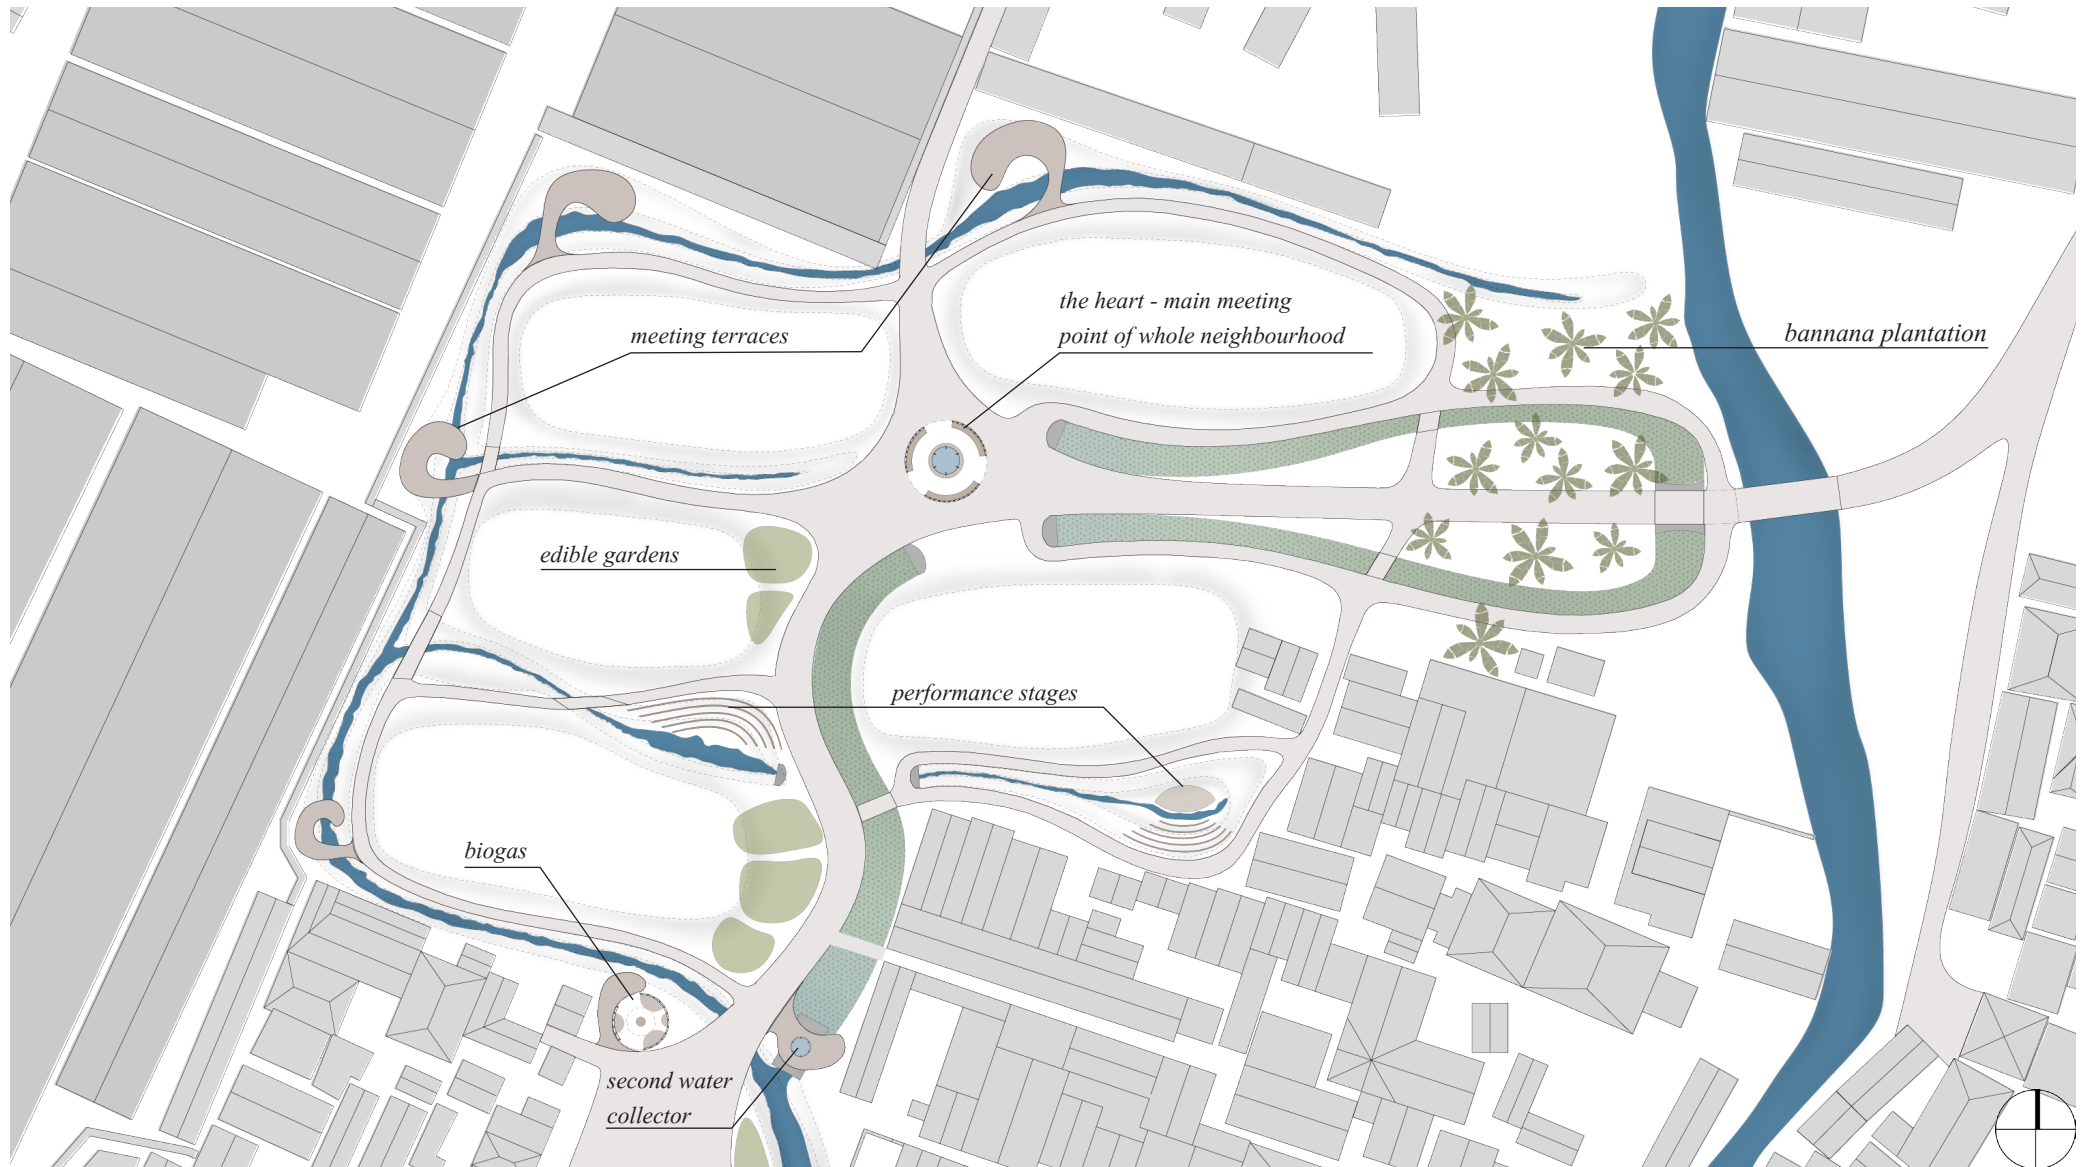 the heart - main meeting
point of whole neighbourhood
meeting terraces
bannana plantation
edible gardens
performance stages
biogas
second water
collector